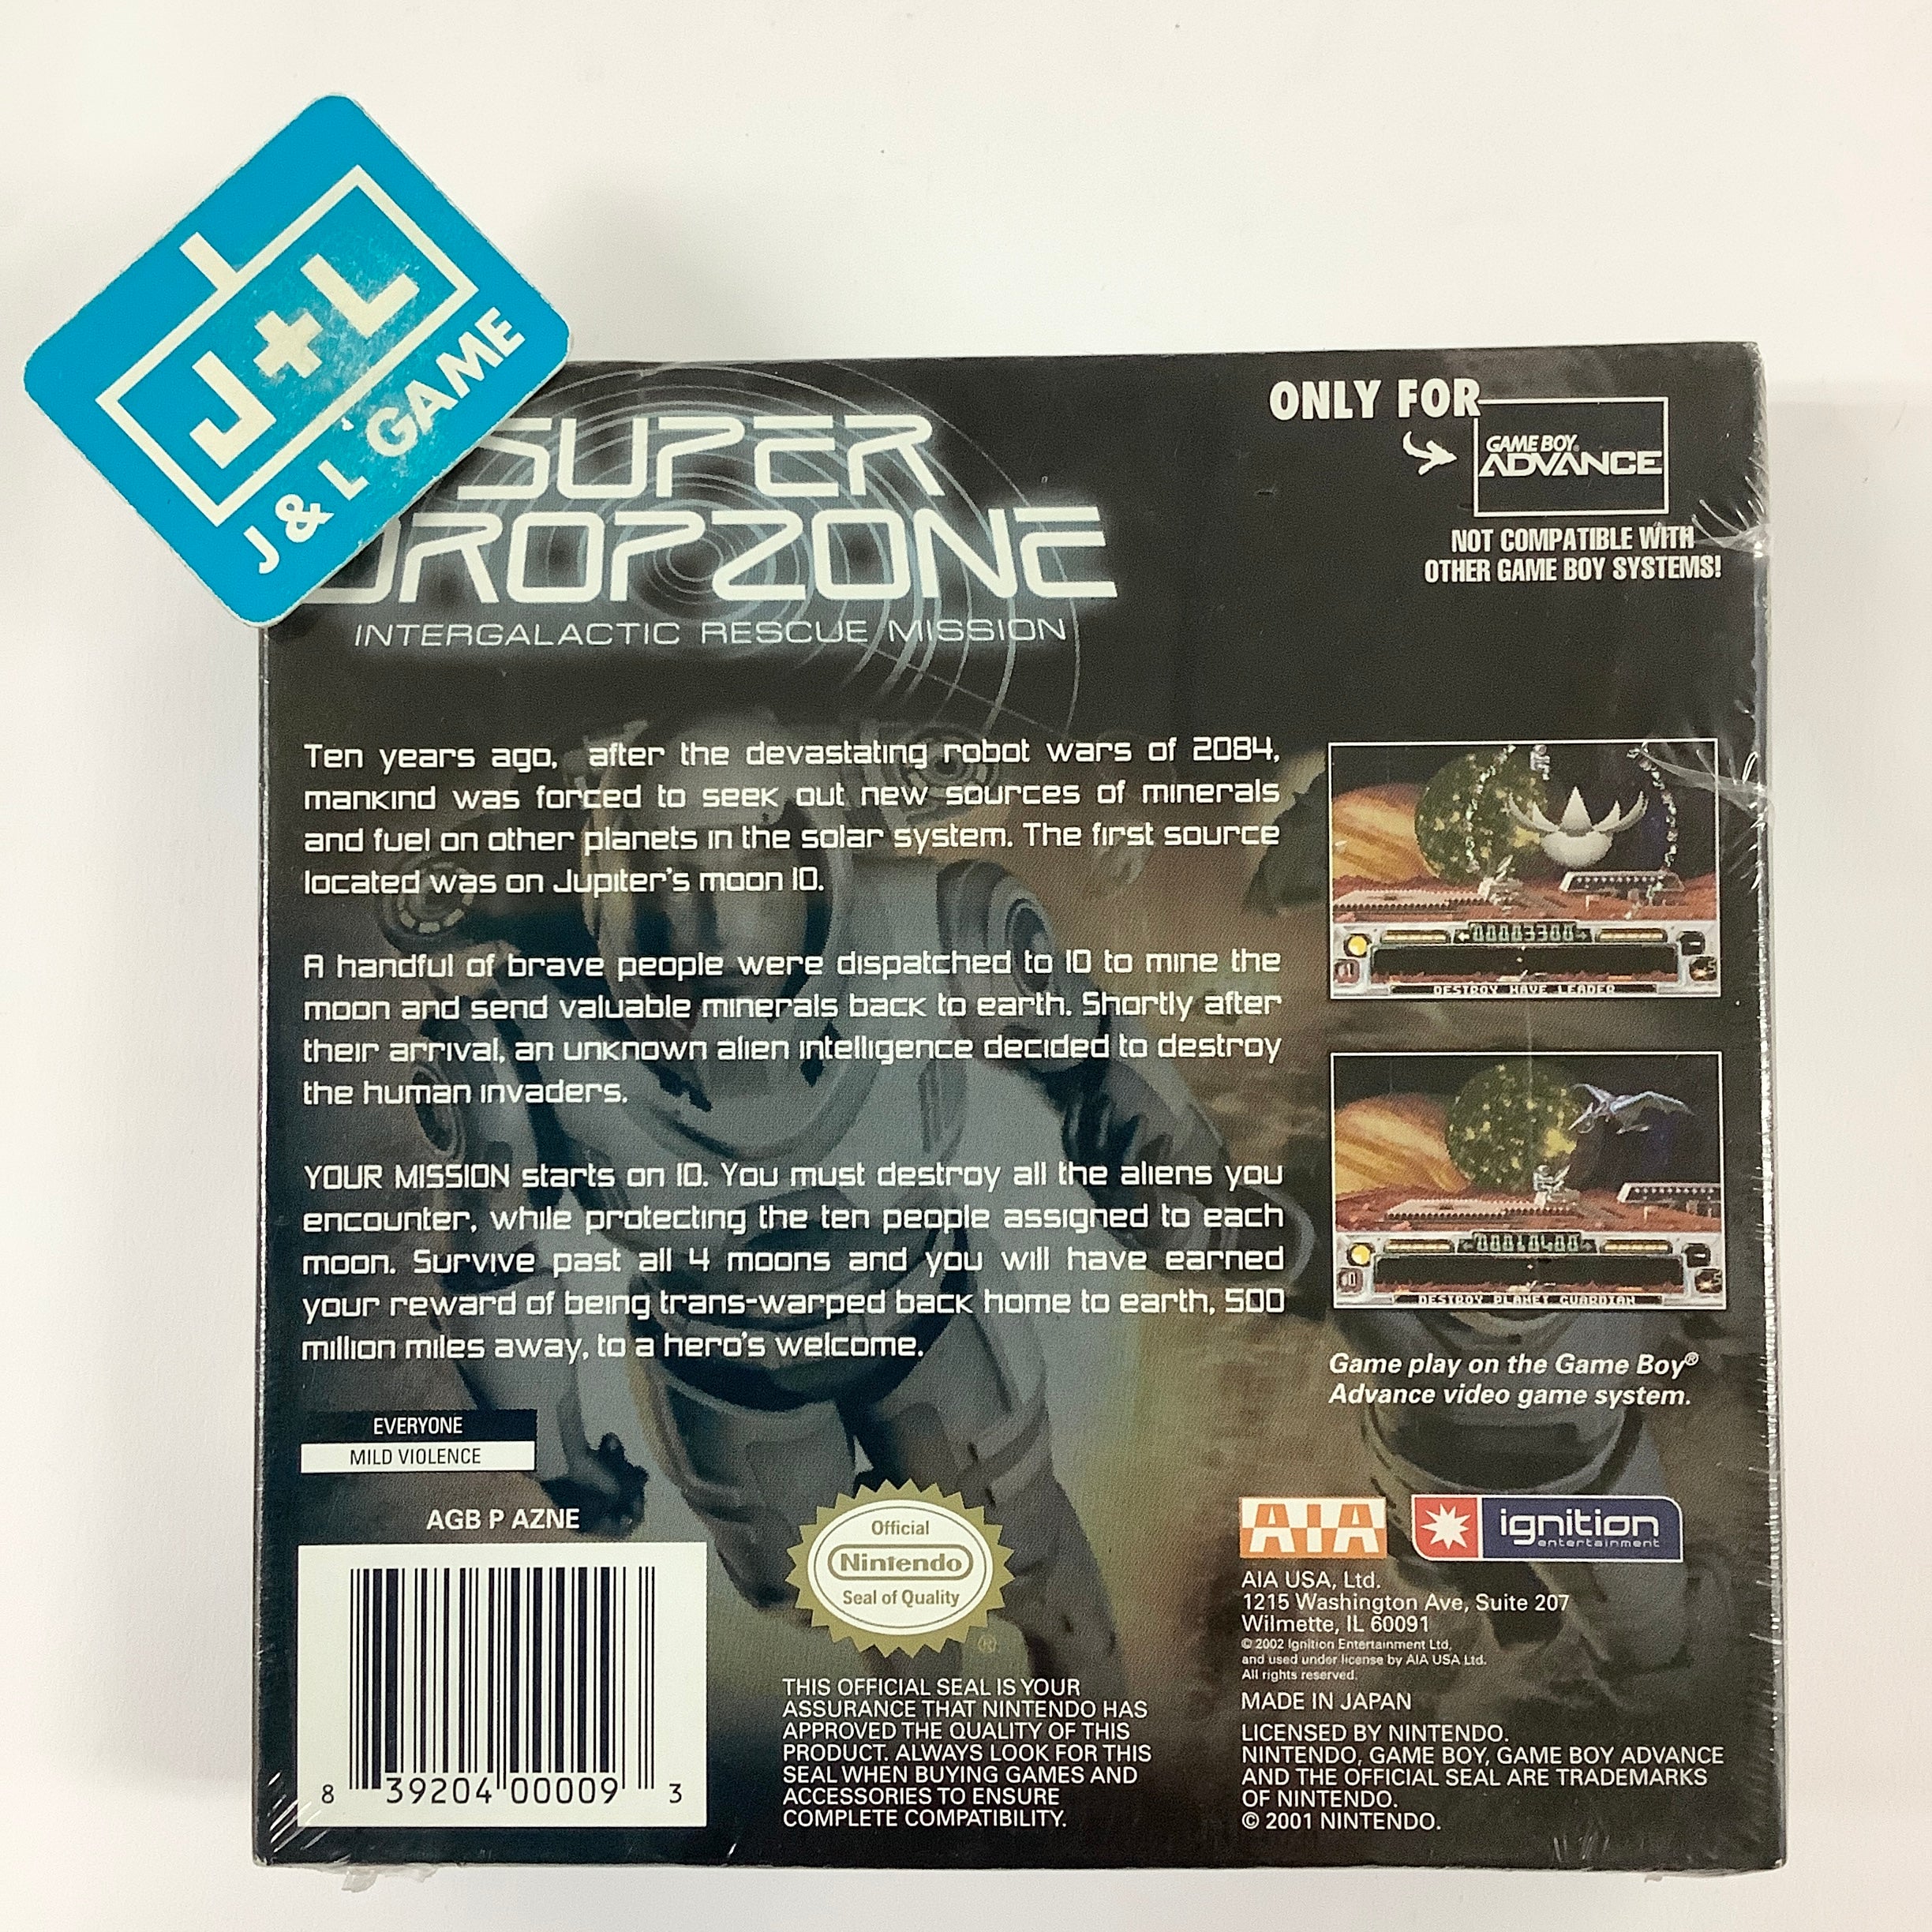 J+L
J & L GAME
SUPER
DROPZONE
INTERGALACTIC RESCUE MISSION
ONLY FOR
GAME BOY
ADVANCE
NOT COMPATIBLE WITH
OTHER GAME BOY SYSTEMS!
Ten years ago, after the devastating robot wars of 2084,
mankind was forced to seek out new sources of minerals
and fuel on other planets in the solar system. The first source
located was on Jupiter's moon IO.
A handful of brave people were dispatched to IO to mine the
moon and send valuable minerals back to earth. Shortly after
their arrival, an unknown alien intelligence decided to destroy
the human invaders.
YOUR MISSION starts on IO. You must destroy all the aliens you
encounter, while protecting the ten people assigned to each
moon. Survive past all 4 moons and you will have earned
your reward of being trans-warped back home to earth, 500
million miles away, to a hero's welcome.
00003300
DESTROY WAVE LEADER
00010400
DESTROY PLANET GUARDIAN
Game play on the Game Boy®
Advance video game system.
EVERYONE
MILD VIOLENCE
AGB P AZNE
8 39204 00009 3
Official
Nintendo
Seal of Quality
®
THIS OFFICIAL SEAL IS YOUR
ASSURANCE THAT NINTENDO HAS
APPROVED THE QUALITY OF THIS
PRODUCT. ALWAYS LOOK FOR THIS
SEAL WHEN BUYING GAMES AND
ACCESSORIES TO ENSURE
COMPLETE COMPATIBILITY.
AIA
ignition
entertainment
AIA USA, Ltd.
1215 Washington Ave, Suite 207
Wilmette, IL 60091
© 2002 Ignition Entertainment Ltd,
and used under license by AIA USA Ltd.
All rights reserved.
MADE IN JAPAN
LICENSED BY NINTENDO.
NINTENDO, GAME BOY, GAME BOY ADVANCE
AND THE OFFICIAL SEAL ARE TRADEMARKS
OF NINTENDO.
© 2001 NINTENDO.